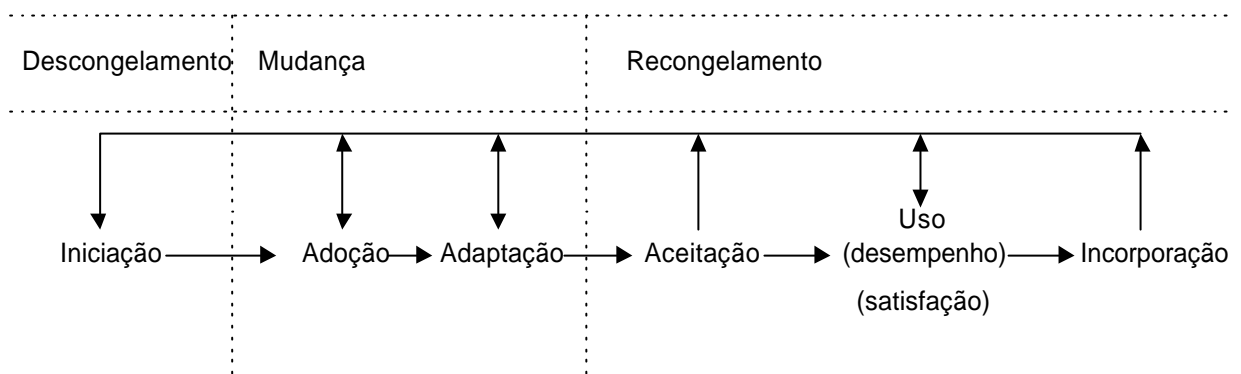 Descongelamento
Mudança
Recongelamento
Iniciação
Adoção
Adaptação
Aceitação
Uso
(desempenho)
(satisfação)
Incorporação